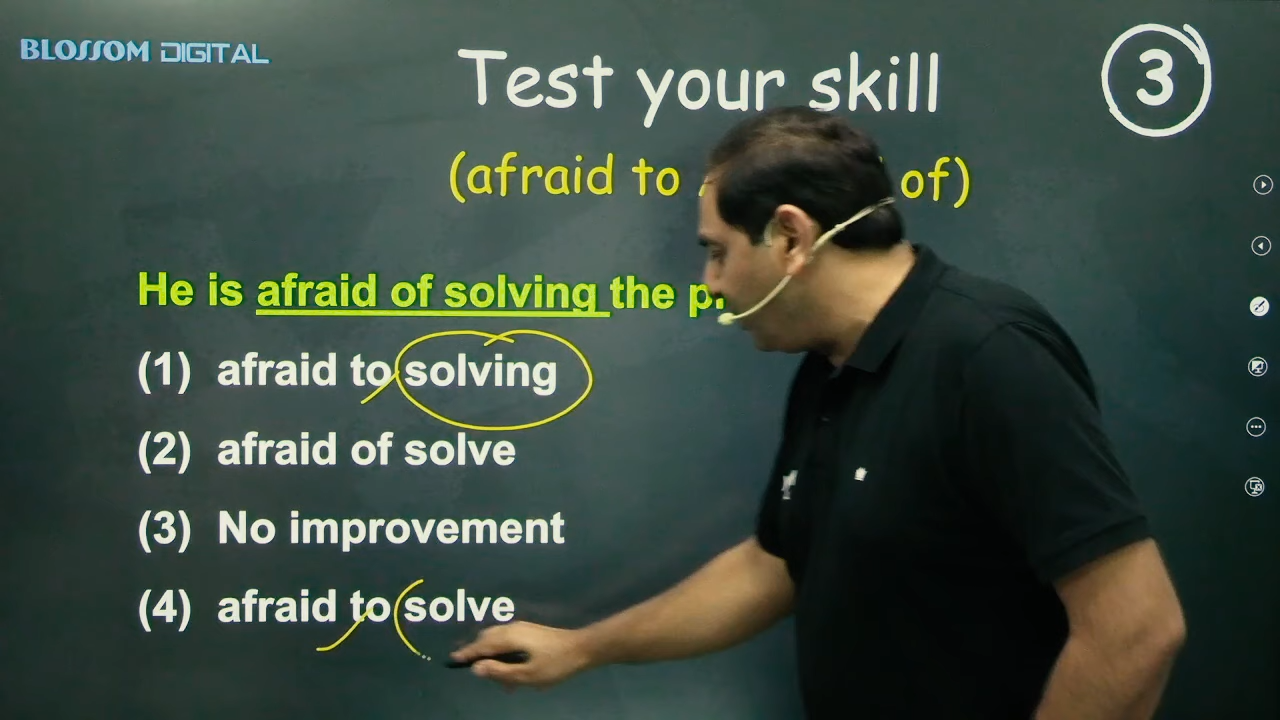 BLOSSOM DIGITAL
Test your skill
3
(afraid to of)
He is afraid of solving the
(1) afraid to solving
(2) afraid of solve
(3) No improvement
(4) afraid to solve